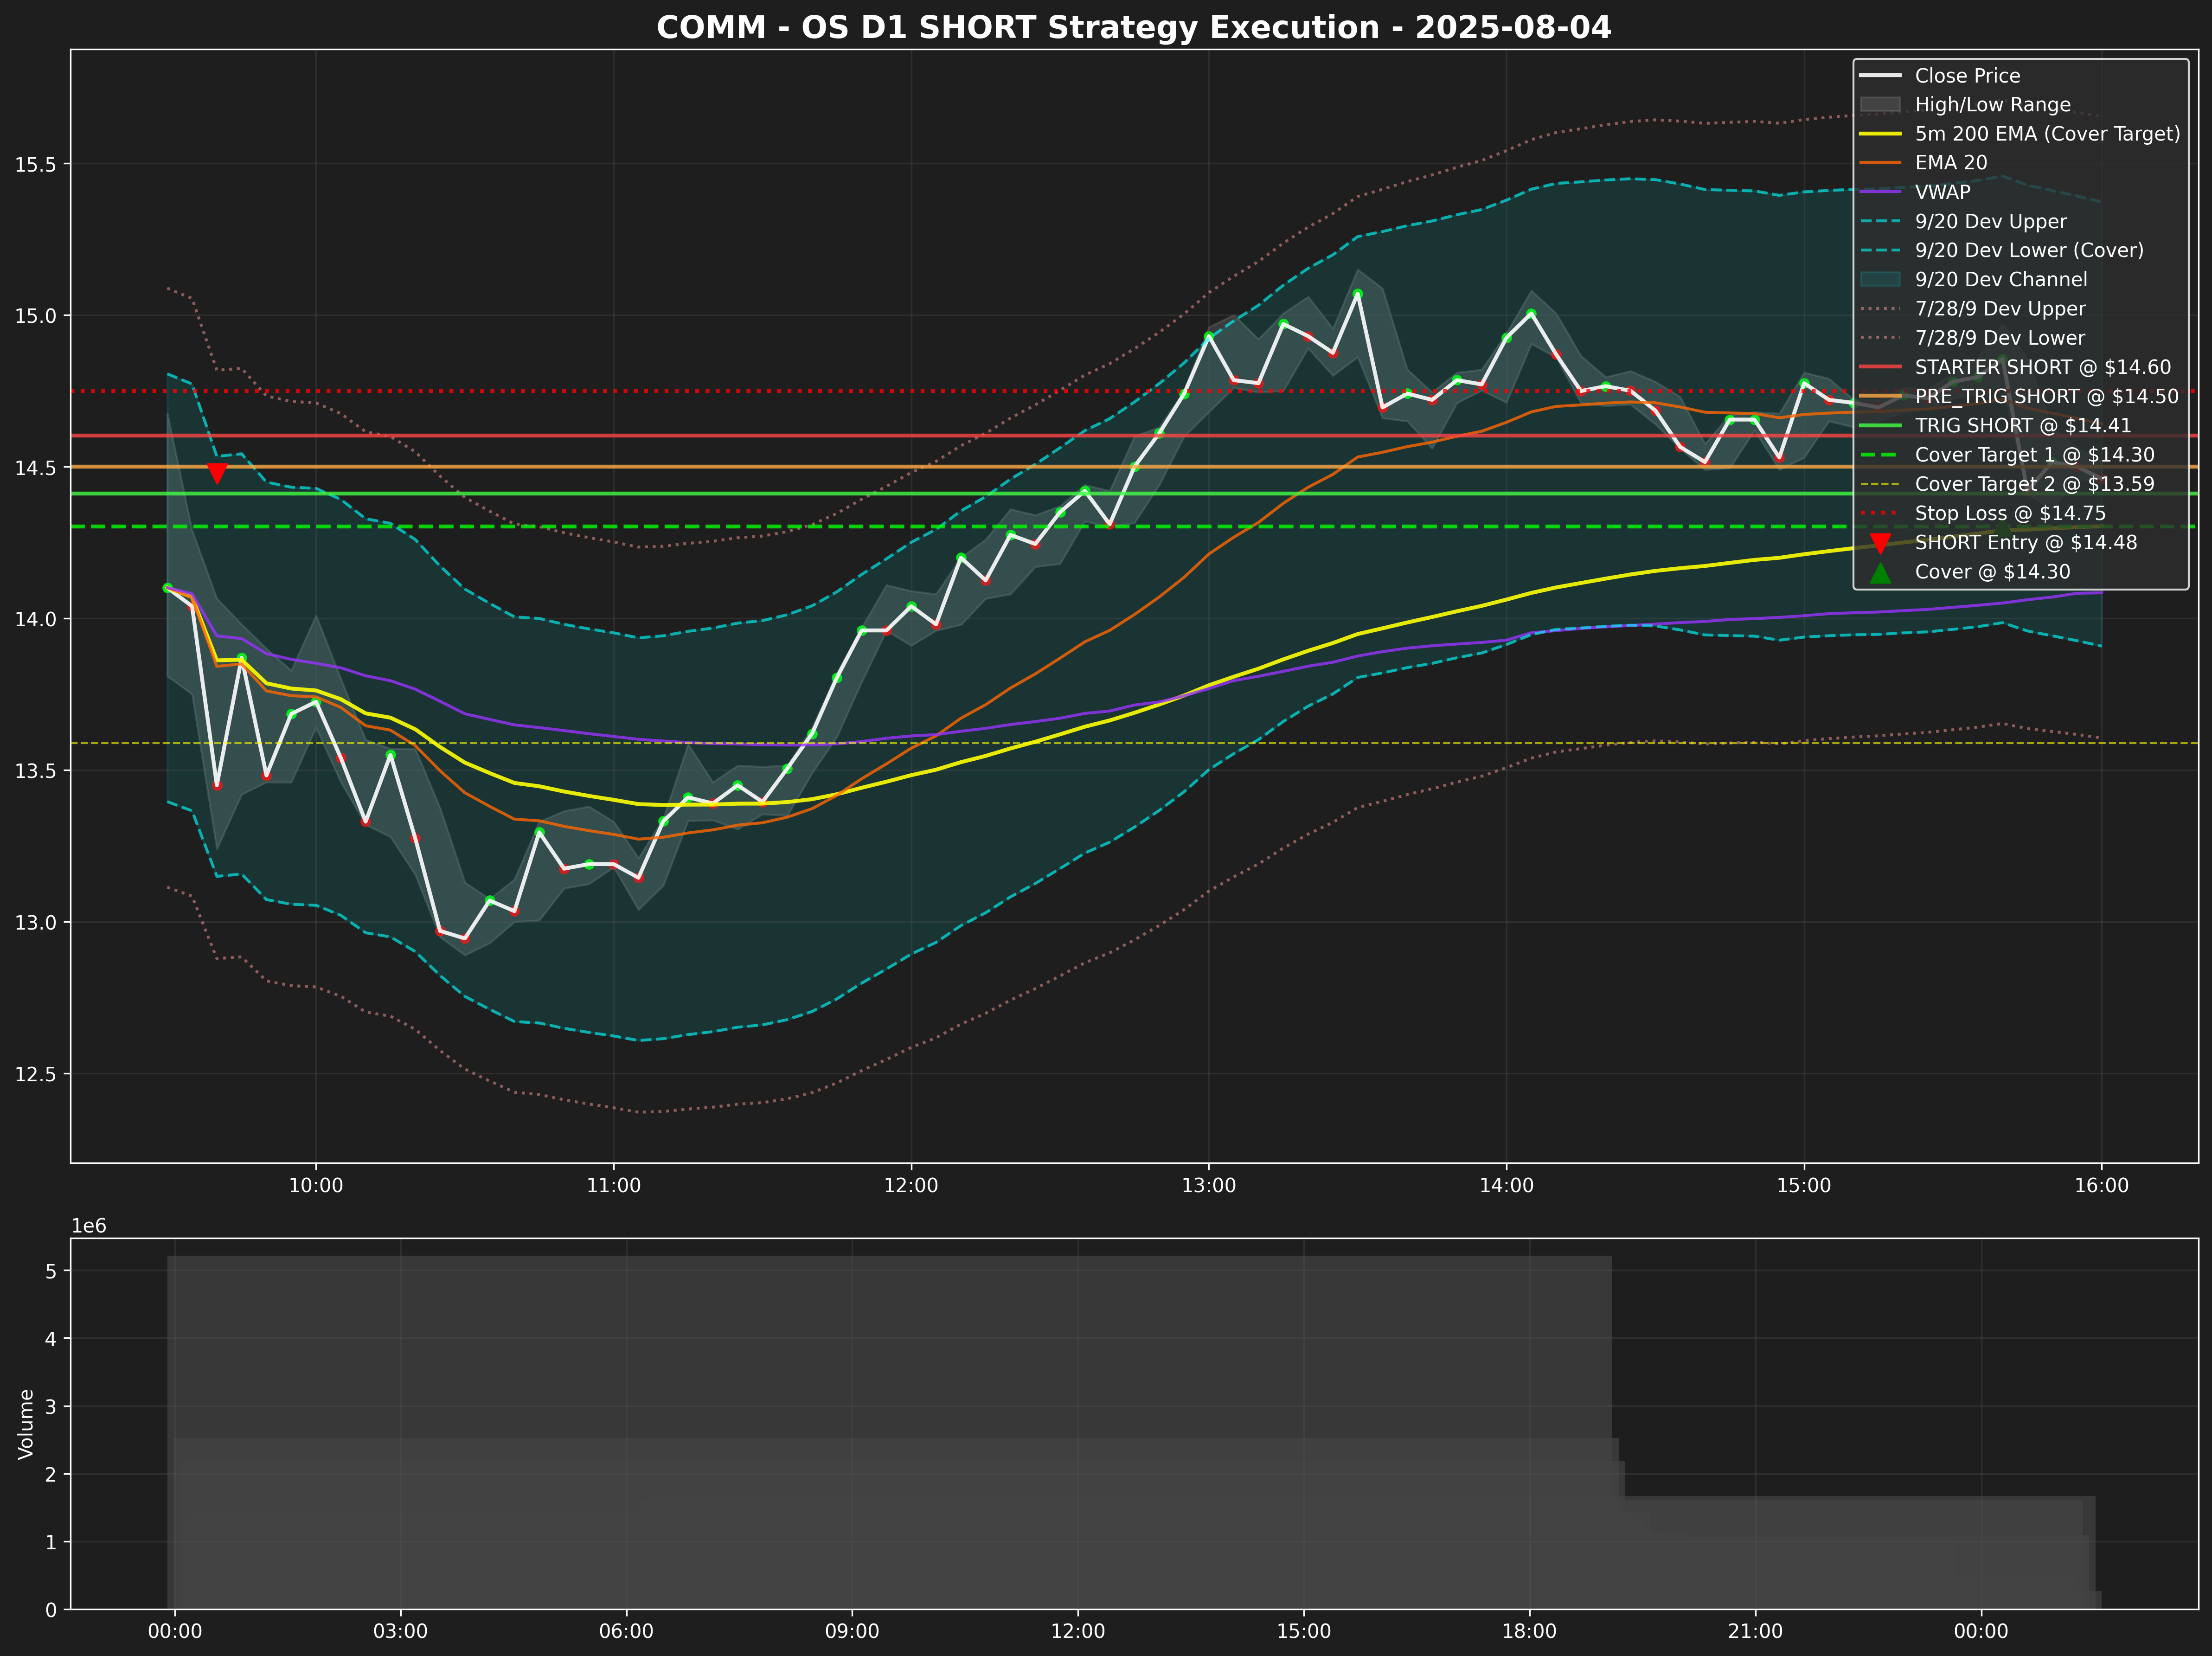 COMM - OS D1 SHORT Strategy Execution - 2025-08-04
Close Price
High/Low Range
5m 200 EMA (Cover Target)
EMA 20
VWAP
9/20 Dev Upper
9/20 Dev Lower (Cover)
9/20 Dev Channel
7/28/9 Dev Upper
7/28/9 Dev Lower
STARTER SHORT @ $14.60
PRE_TRIG SHORT @ $14.50
TRIG SHORT @ $14.41
Cover Target 1 @ $14.30
Cover Target 2 @ $13.59
Stop Loss @ $14.75
SHORT Entry @ $14.48
Cover @ $14.30
15.5
15.0
14.5
14.0
13.5
13.0
12.5
10:00 11:00 12:00 13:00 14:00 15:00 16:00
1e6
5
4
3
2
1
0
Volume
00:00 03:00 06:00 09:00 12:00 15:00 18:00 21:00 00:00